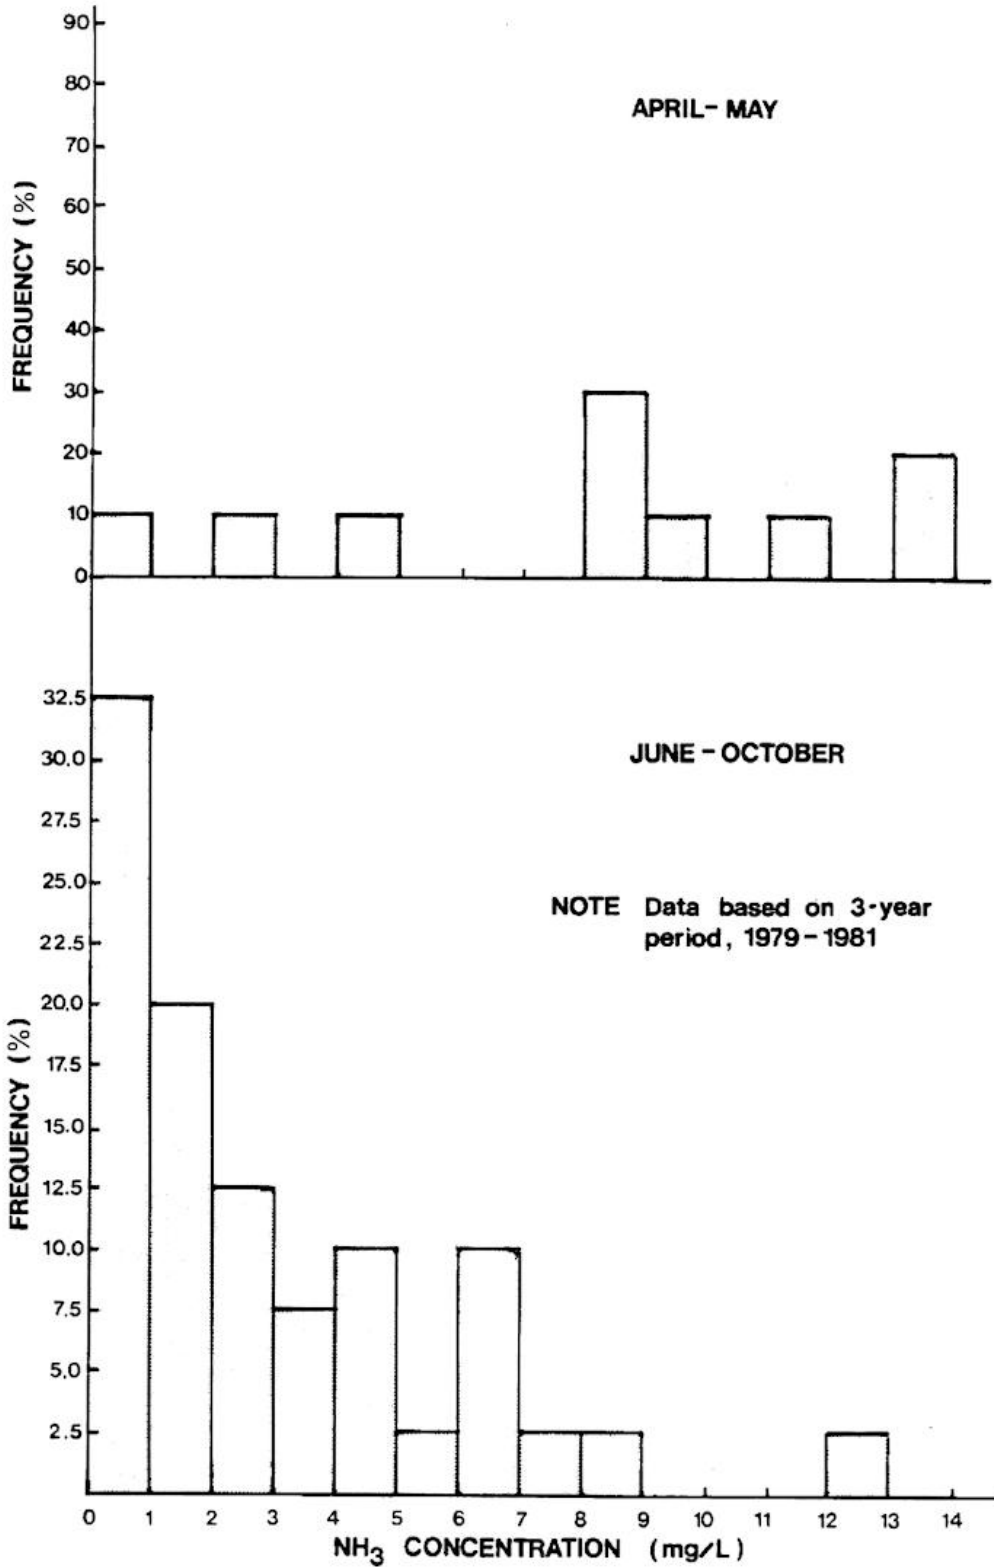 90
80
APRIL- MAY
70
60
50
40
30
20
10
0
FREQUENCY (%)
32.5
30.0
JUNE - OCTOBER
27.5
25.0
NOTE Data based on 3-year
period, 1979-1981
22.5
20.0
17.5
15.0
12.5
10.0
7.5
5.0
2.5
FREQUENCY (%)
0 1 2 3 4 5 6 7 8 9 10 11 12 13 14
NH3 CONCENTRATION (mg/L)